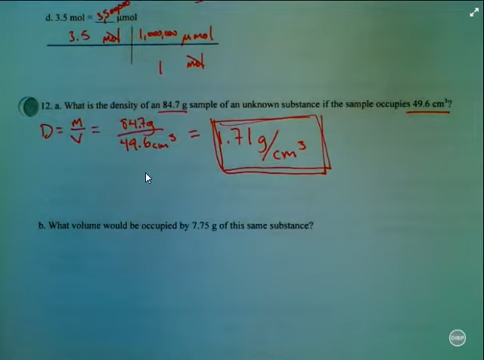 d. 3.5 mol = 3,500,000 μmol
3.5 mol | 1,000,000 μmol
1 mol
12. a. What is the density of an 84.7 g sample of an unknown substance if the sample occupies 49.6 cm³?
D = M/V = 84.7g/49.6cm³ = 1.71 g/cm³
b. What volume would be occupied by 7.75 g of this same substance?